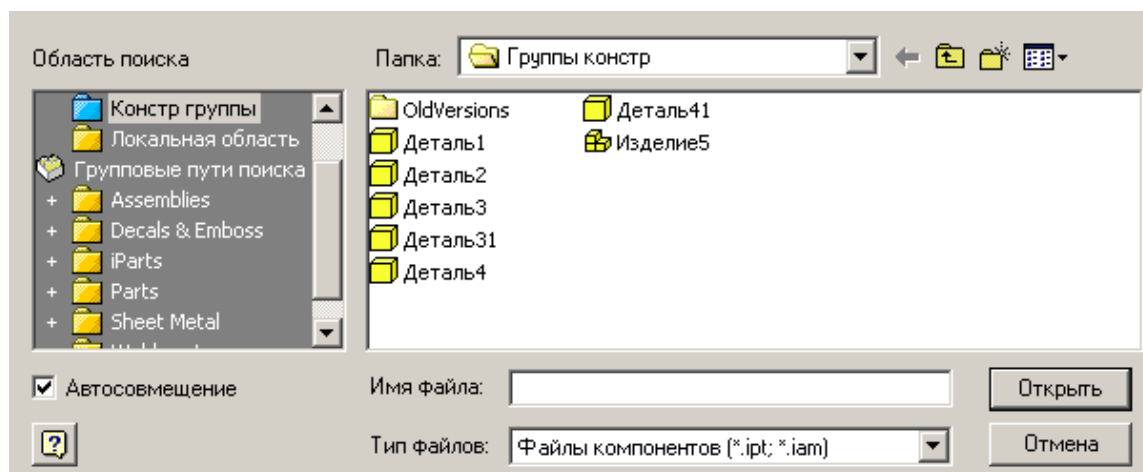 Область поиска
Папка: Группы констр
Констр группы
Локальная область
Групповые пути поиска
+ Assemblies
+ Decals & Emboss
+ iParts
+ Parts
+ Sheet Metal
OldVersions
Деталь1
Деталь2
Деталь3
Деталь31
Деталь4
Деталь41
Изделие5
Автосовмещение
Имя файла:
Открыть
Тип файлов: Файлы компонентов (*.ipt; *.iam)
Отмена